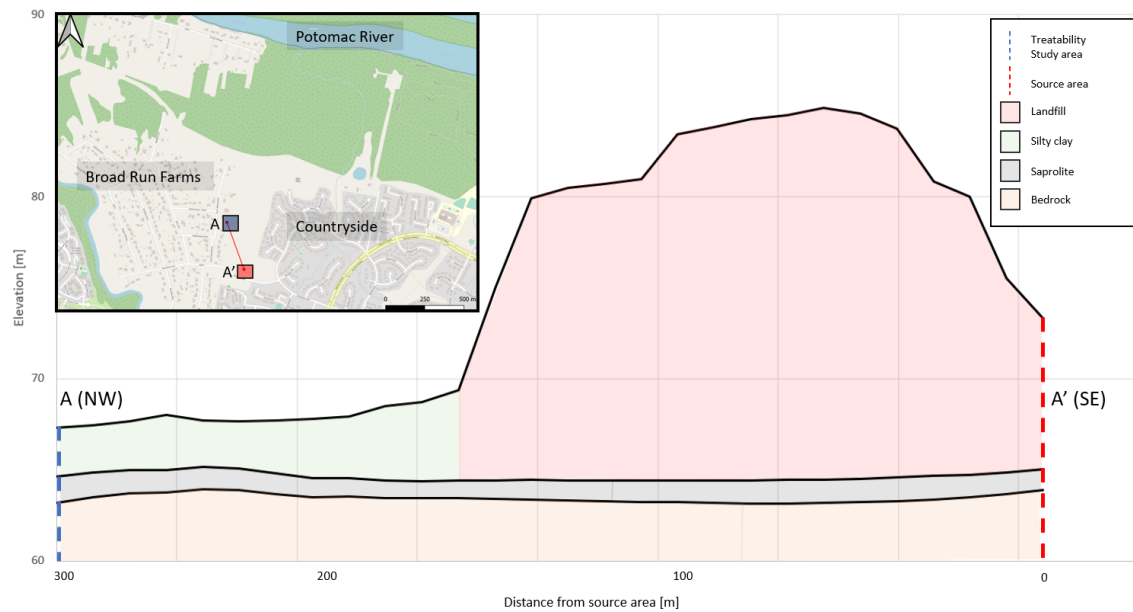 90
80
70
60
Elevation [m]
Potomac River
Broad Run Farms
Countryside
A
A’
0
250
500 m
Treatability
Study area
Source area
Landfill
Silty clay
Saprolite
Bedrock
A (NW)
A’ (SE)
300
200
100
0
Distance from source area [m]